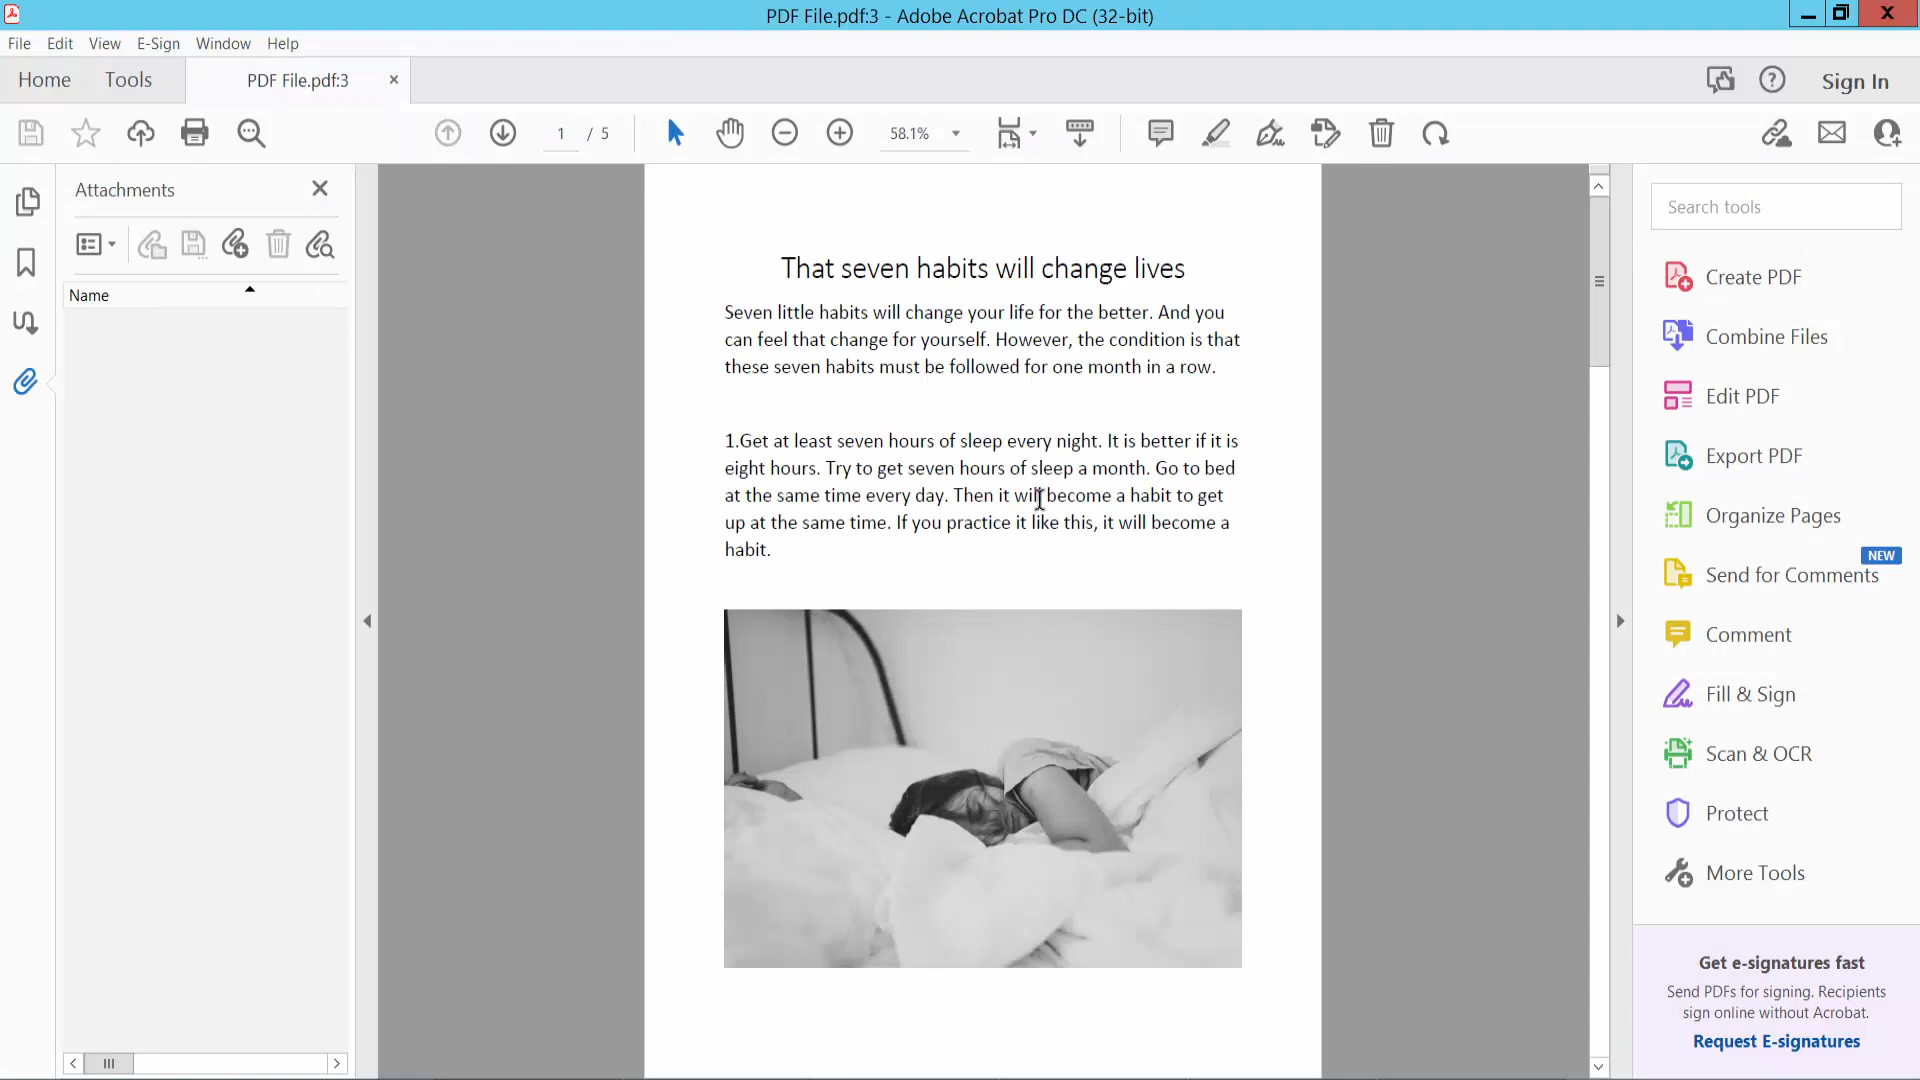 PDF File.pdf:3 - Adobe Acrobat Pro DC (32-bit)
File Edit View E-Sign Window Help
Home Tools PDF File.pdf:3 Sign In
1 / 5 58.1%
Attachments
Name
That seven habits will change lives
Seven little habits will change your life for the better. And you
can feel that change for yourself. However, the condition is that
these seven habits must be followed for one month in a row.
1.Get at least seven hours of sleep every night. It is better if it is
eight hours. Try to get seven hours of sleep a month. Go to bed
at the same time every day. Then it will become a habit to get
up at the same time. If you practice it like this, it will become a
habit.
Search tools
Create PDF
Combine Files
Edit PDF
Export PDF
Organize Pages
NEW
Send for Comments
Comment
Fill & Sign
Scan & OCR
Protect
More Tools
Get e-signatures fast
Send PDFs for signing. Recipients
sign online without Acrobat.
Request E-signatures